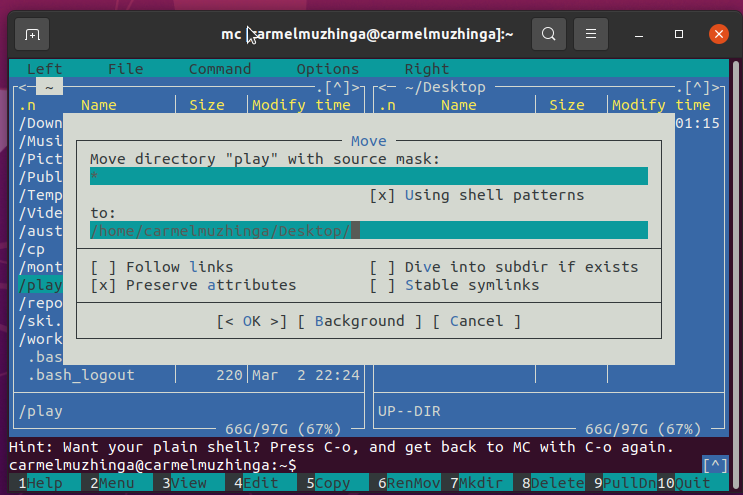 mc [carmelmuzhinga@carmelmuzhinga]:~
Left File Command Options Right
<─ ~ .[^]> <─ ~/Desktop .[^]>
.n Name Size Modify time .n Name Size Modify time
/Down 01:15
/Musi
/Pict
/Publ
/Temp
/Vide
/aust
/cp
/mont
/play
/repo
/ski.
/work
.bas
.bash_logout 220 Mar 2 22:24
Move
Move directory "play" with source mask:
*
[x] Using shell patterns
to:
/home/carmelmuzhinga/Desktop/
[ ] Follow links [ ] Dive into subdir if exists
[x] Preserve attributes [ ] Stable symlinks
[< OK >] [ Background ] [ Cancel ]
/play UP--DIR
66G/97G (67%) 66G/97G (67%)
Hint: Want your plain shell? Press C-o, and get back to MC with C-o again.
carmelmuzhinga@carmelmuzhinga:~$ [^]
1Help 2Menu 3View 4Edit 5Copy 6RenMov 7Mkdir 8Delete 9PullDn 10Quit